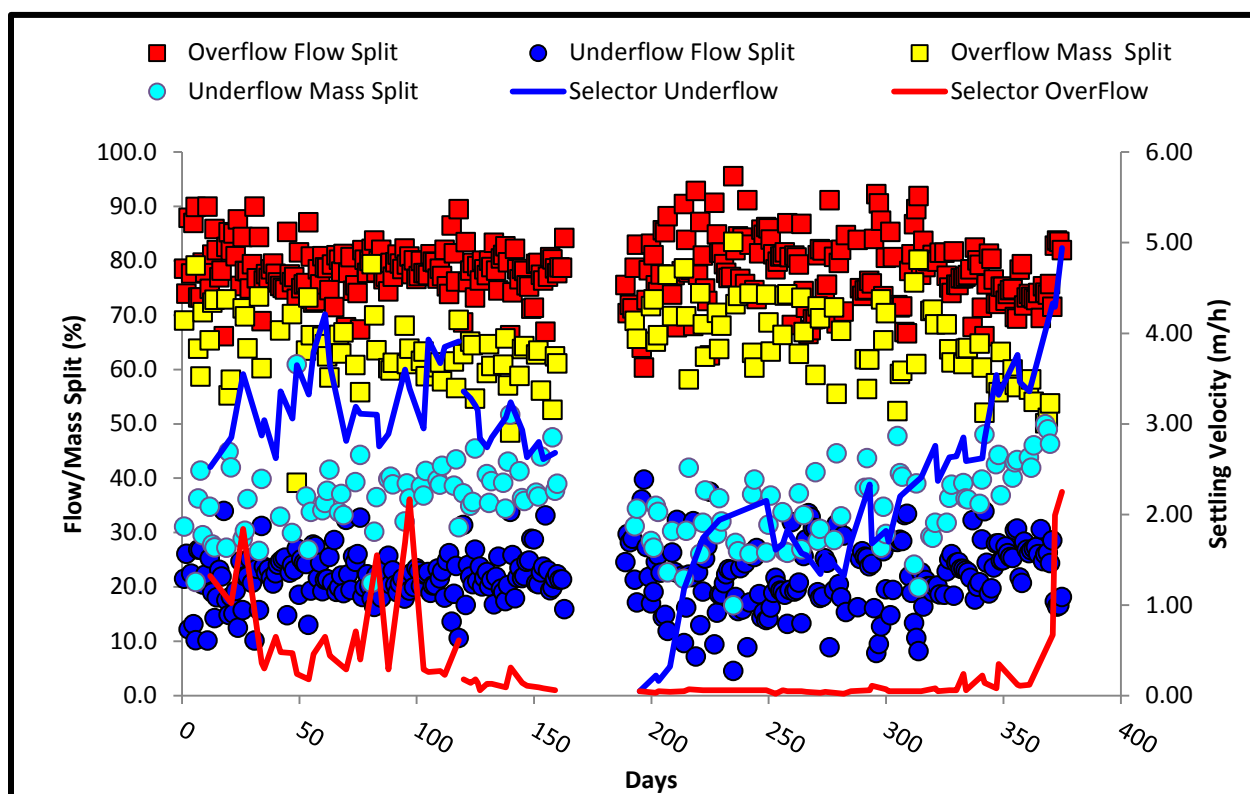 Overflow Flow Split Underflow Flow Split Overflow Mass  Split
Underflow Mass Split Selector Underflow Selector OverFlow
100.0 6.00
90.0
80.0 5.00
70.0 4.00
60.0
50.0 3.00
40.0
30.0 2.00
20.0 1.00
10.0
0.0 0.00
Flow/Mass Split (%)
Settling Velocity (m/h)
0 50 100 150 200 250 300 350 400
Days